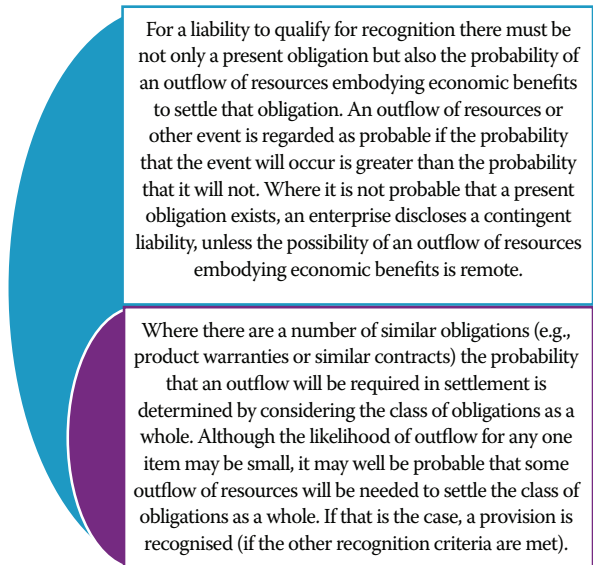 For a liability to qualify for recognition there must be
not only a present obligation but also the probability of
an outflow of resources embodying economic benefits
to settle that obligation. An outflow of resources or
other event is regarded as probable if the probability
that the event will occur is greater than the probability
that it will not. Where it is not probable that a present
obligation exists, an enterprise discloses a contingent
liability, unless the possibility of an outflow of resources
embodying economic benefits is remote.
Where there are a number of similar obligations (e.g.,
product warranties or similar contracts) the probability
that an outflow will be required in settlement is
determined by considering the class of obligations as a
whole. Although the likelihood of outflow for any one
item may be small, it may well be probable that some
outflow of resources will be needed to settle the class of
obligations as a whole. If that is the case, a provision is
recognised (if the other recognition criteria are met).